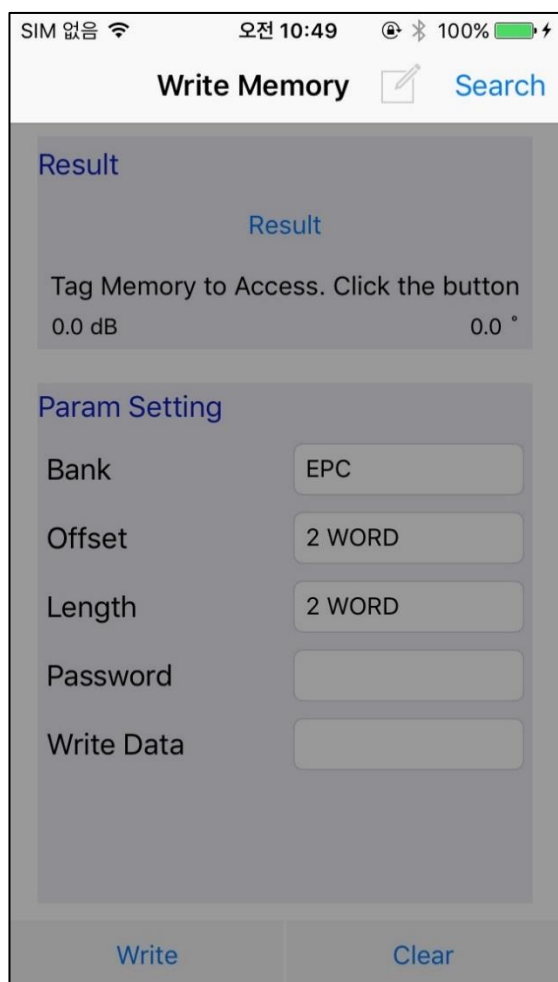 SIM 없음 오전 10:49 100%
Write Memory Search
Result
Result
Tag Memory to Access. Click the button
0.0 dB 0.0 °
Param Setting
Bank EPC
Offset 2 WORD
Length 2 WORD
Password
Write Data
Write Clear